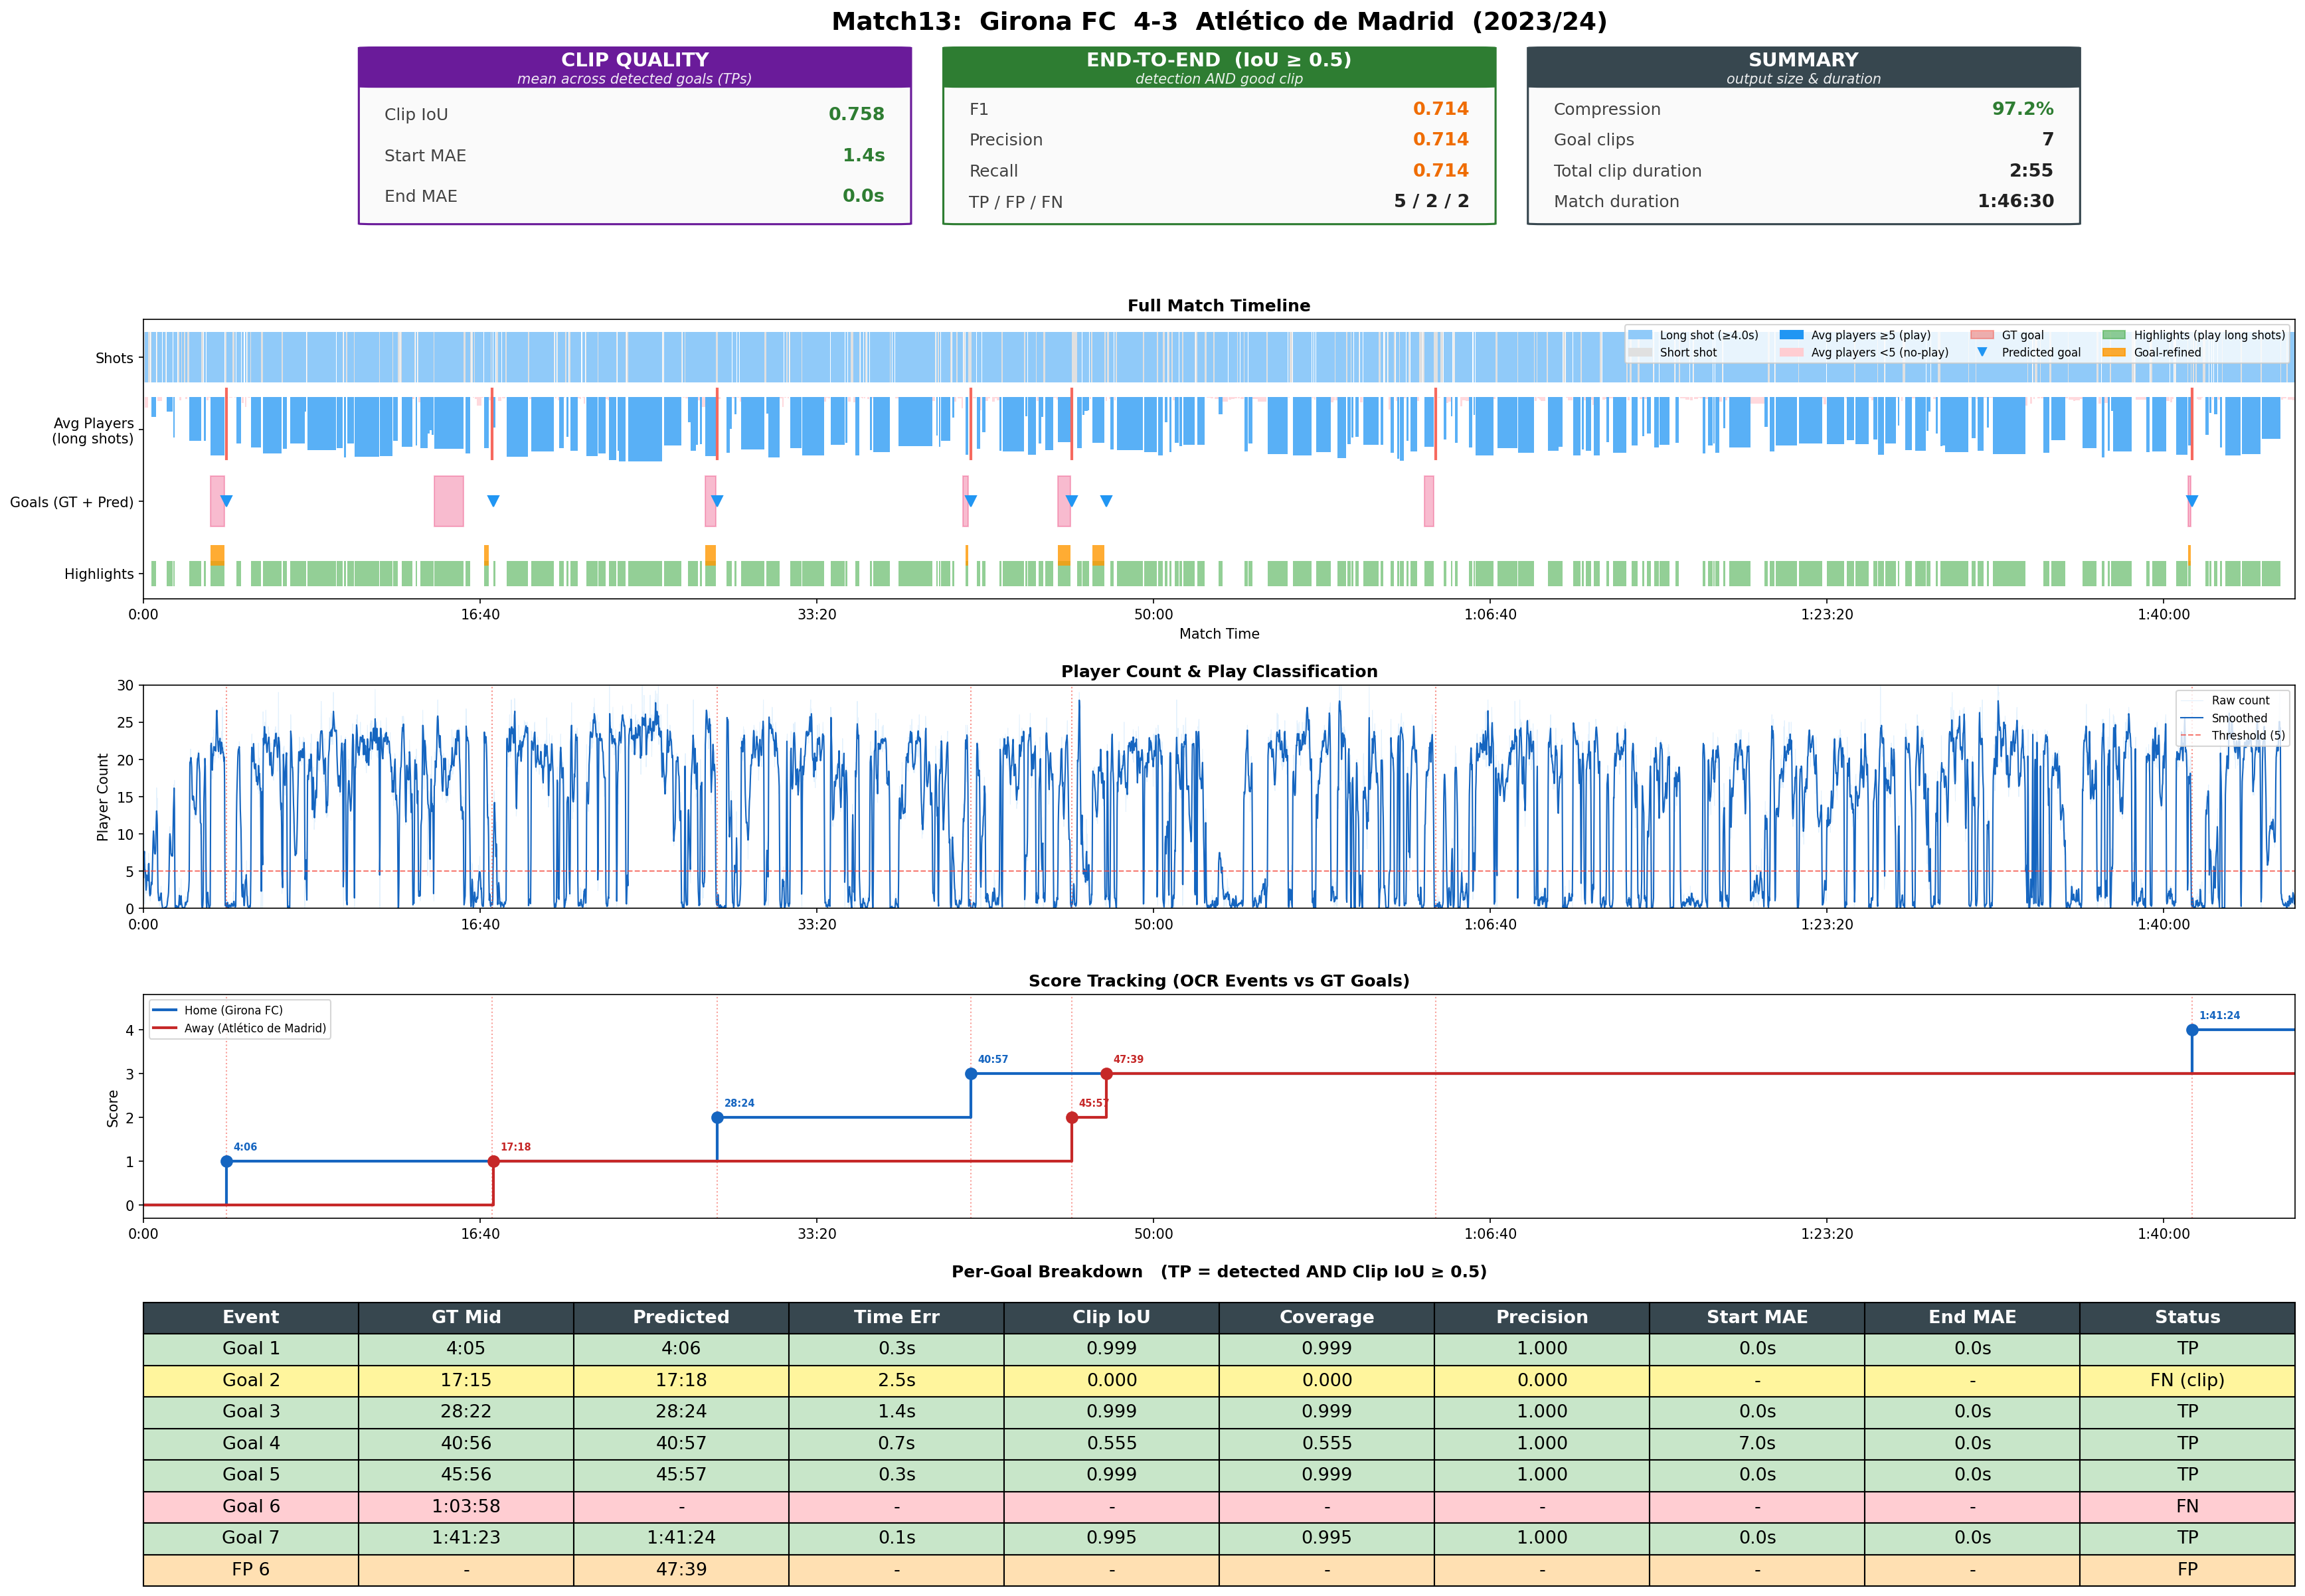 Match13:  Girona FC  4-3  Atlético de Madrid  (2023/24)
CLIP QUALITY
mean across detected goals (TPs)
Clip IoU 0.758
Start MAE 1.4s
End MAE 0.0s
END-TO-END  (IoU ≥ 0.5)
detection AND good clip
F1 0.714
Precision 0.714
Recall 0.714
TP / FP / FN 5 / 2 / 2
SUMMARY
output size & duration
Compression 97.2%
Goal clips 7
Total clip duration 2:55
Match duration 1:46:30
Full Match Timeline
Long shot (≥4.0s)
Short shot
Avg players ≥5 (play)
Avg players <5 (no-play)
GT goal
Predicted goal
Highlights (play long shots)
Goal-refined
Shots
Avg Players
(long shots)
Goals (GT + Pred)
Highlights
0:00 16:40 33:20 50:00 1:06:40 1:23:20 1:40:00
Match Time
Player Count & Play Classification
Raw count
Smoothed
Threshold (5)
Player Count
30
25
20
15
10
5
0
0:00 16:40 33:20 50:00 1:06:40 1:23:20 1:40:00
Score Tracking (OCR Events vs GT Goals)
Home (Girona FC)
Away (Atlético de Madrid)
Score
4
3
2
1
0
4:06
17:18
28:24
40:57
45:57
47:39
1:41:24
0:00 16:40 33:20 50:00 1:06:40 1:23:20 1:40:00
Per-Goal Breakdown   (TP = detected AND Clip IoU ≥ 0.5)
Event GT Mid Predicted Time Err Clip IoU Coverage Precision Start MAE End MAE Status
Goal 1 4:05 4:06 0.3s 0.999 0.999 1.000 0.0s 0.0s TP
Goal 2 17:15 17:18 2.5s 0.000 0.000 0.000 - - FN (clip)
Goal 3 28:22 28:24 1.4s 0.999 0.999 1.000 0.0s 0.0s TP
Goal 4 40:56 40:57 0.7s 0.555 0.555 1.000 7.0s 0.0s TP
Goal 5 45:56 45:57 0.3s 0.999 0.999 1.000 0.0s 0.0s TP
Goal 6 1:03:58 - - - - - - - FN
Goal 7 1:41:23 1:41:24 0.1s 0.995 0.995 1.000 0.0s 0.0s TP
FP 6 - 47:39 - - - - - - FP